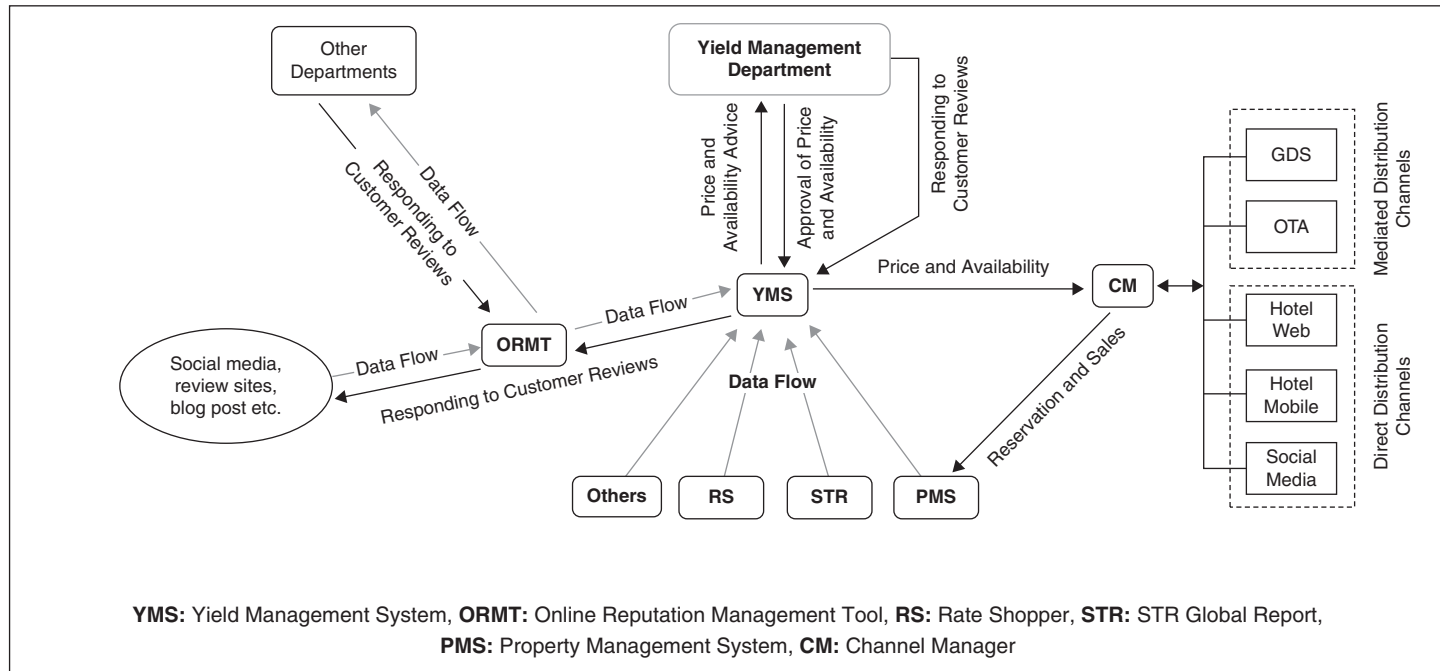 Other
Departments
Yield Management
Department
Responding to
Customer Reviews
Data Flow
Price and
Availability Advice
Approval of Price
and Availability
Responding to
Customer Reviews
GDS
OTA
Mediated Distribution
Channels
Price and Availability
CM
YMS
Data Flow
ORMT
Hotel
Web
Hotel
Mobile
Social
Media
Direct Distribution
Channels
Social media,
review sites,
blog post etc.
Data Flow
Responding to Customer Reviews
Data Flow
Reservation and Sales
Others
RS
STR
PMS
YMS: Yield Management System, ORMT: Online Reputation Management Tool, RS: Rate Shopper, STR: STR Global Report,
PMS: Property Management System, CM: Channel Manager